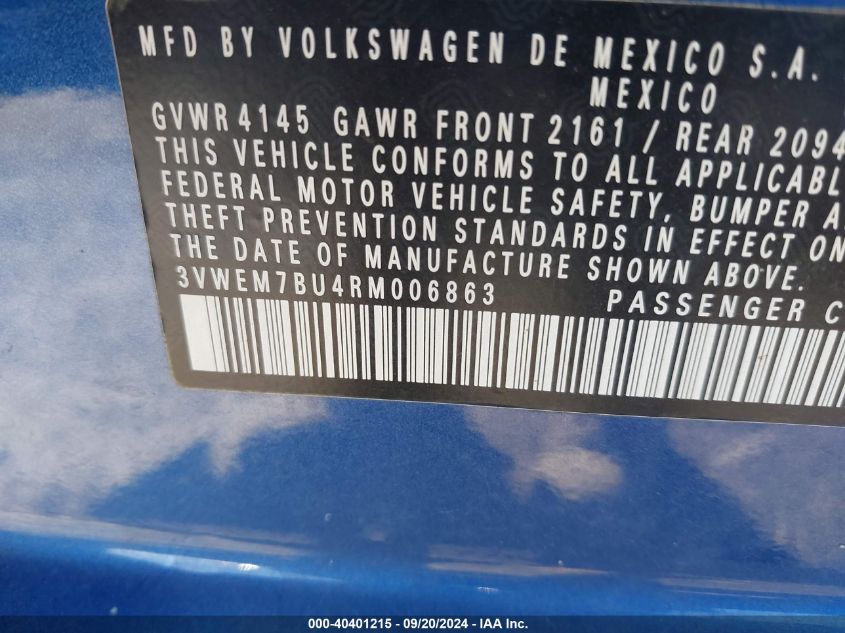 MFD BY VOLKSWAGEN DE MEXICO S.A.
MEXICO
GVWR 4145 GAWR FRONT 2161 / REAR 2094
THIS VEHICLE CONFORMS TO ALL APPLICABL
FEDERAL MOTOR VEHICLE SAFETY, BUMPER A
THEFT PREVENTION STANDARDS IN EFFECT ON
THE DATE OF MANUFACTURE SHOWN ABOVE.
3VWEM7BU4RM006863 PASSENGER C
000-40401215 - 09/20/2024 - IAA Inc.